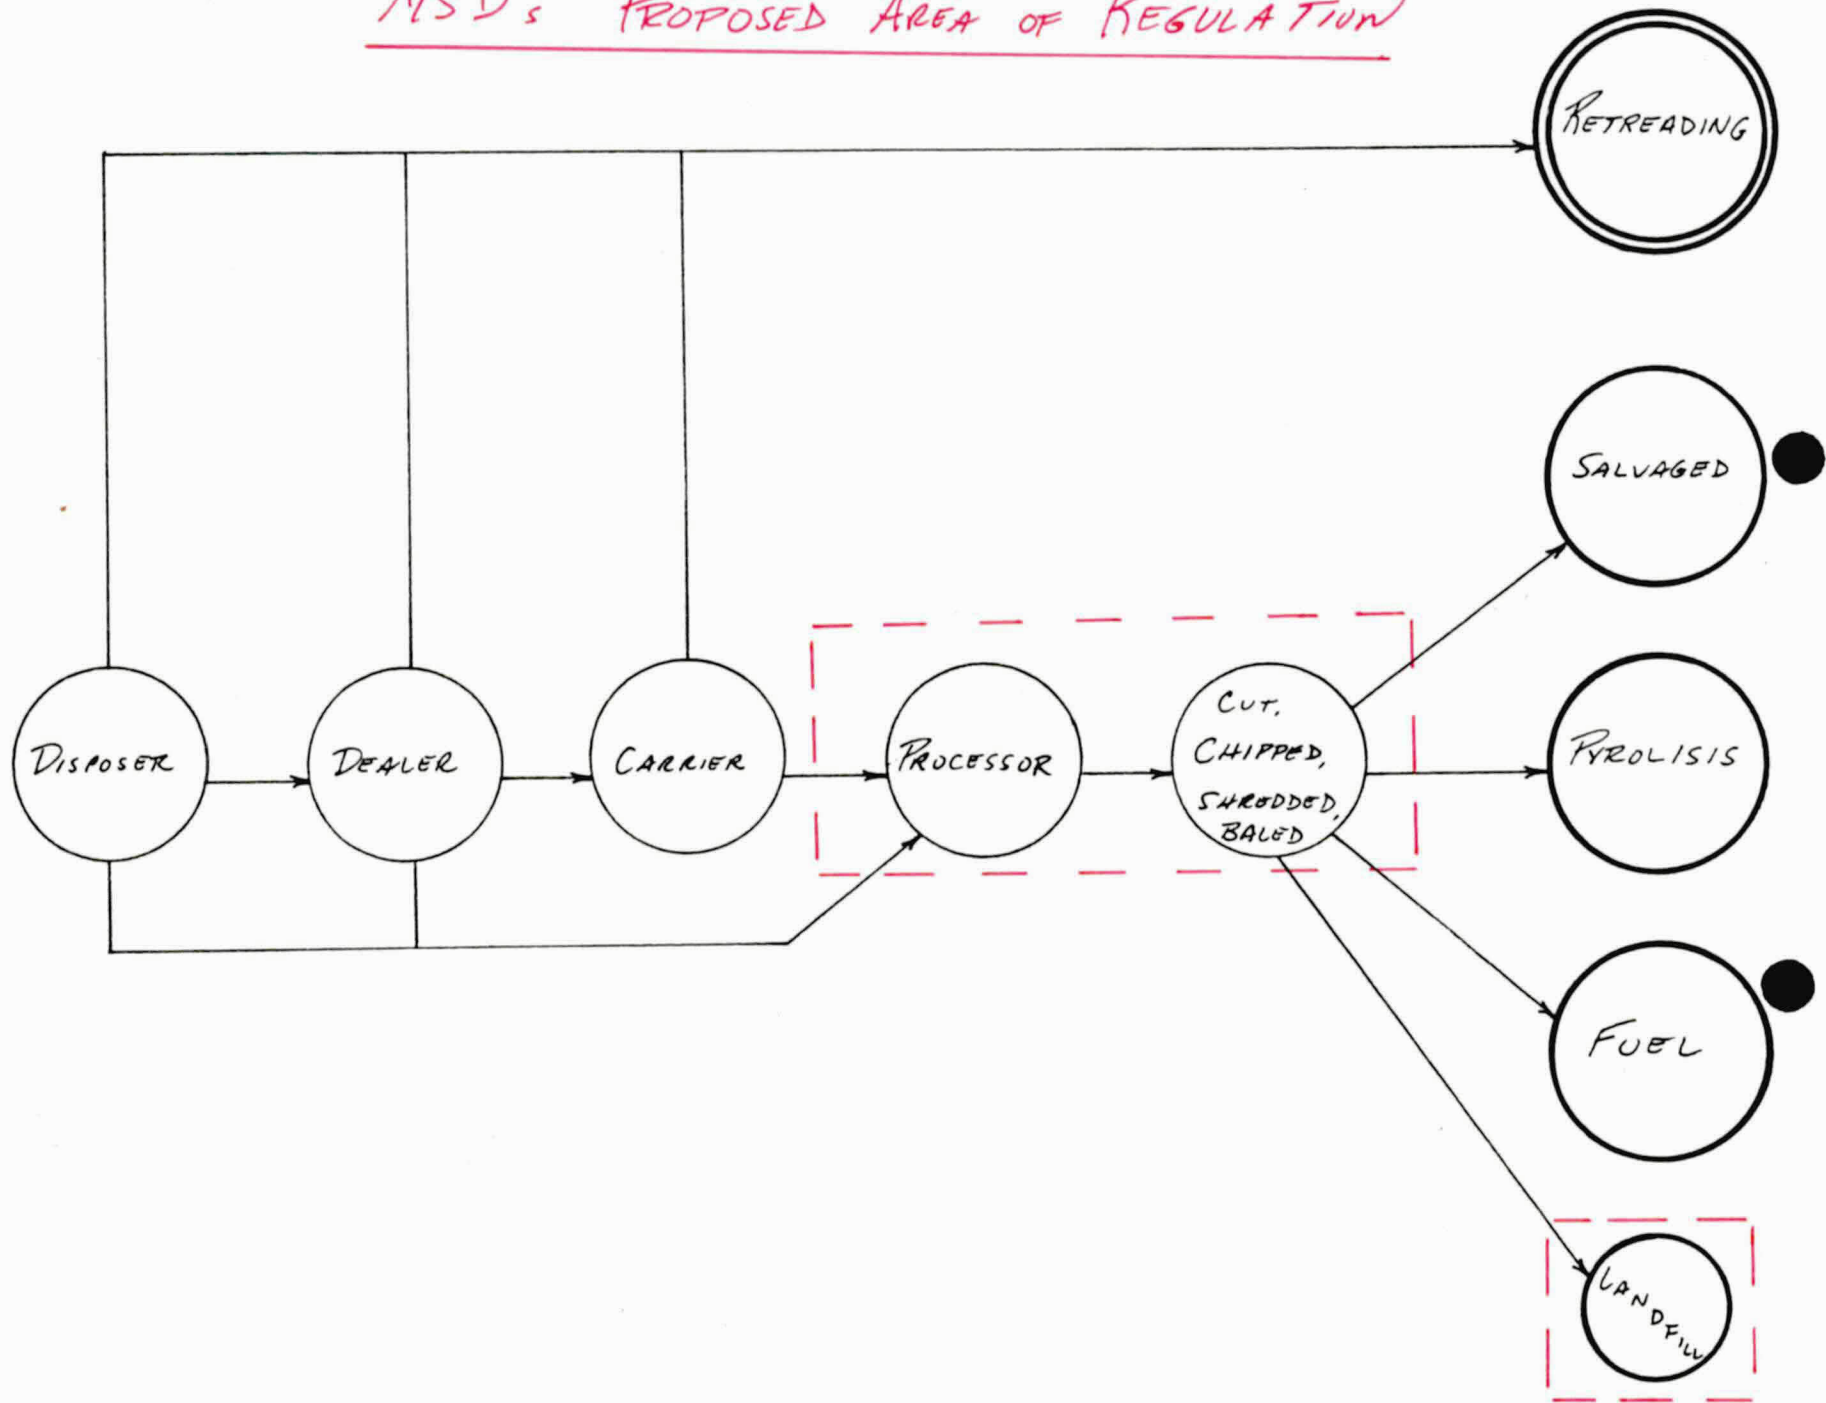 MSD's PROPOSED AREA OF REGULATION
RETREADING
SALVAGED
DISPOSER
DEALER
CARRIER
PROCESSOR
CUT,
CHIPPED,
SHREDDED,
BALED
PYROLISIS
FUEL
LANDFILL